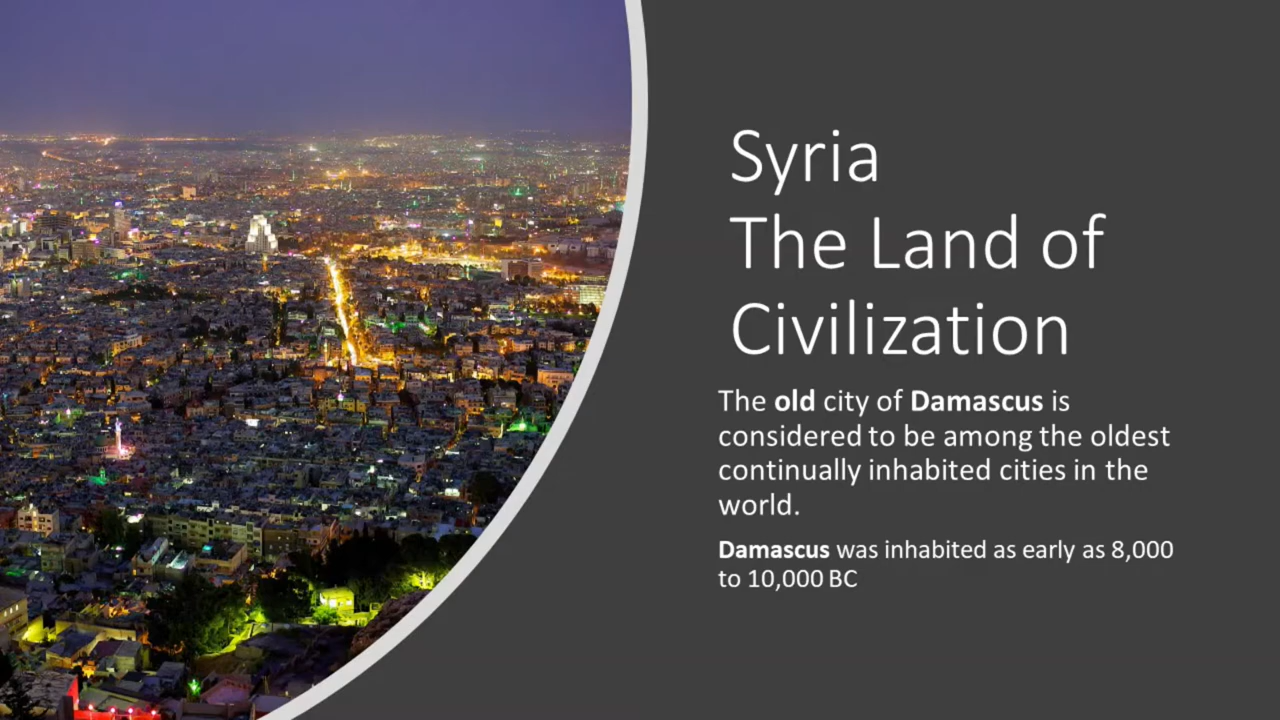 Syria
The Land of
Civilization
The old city of Damascus is
considered to be among the oldest
continually inhabited cities in the
world.
Damascus was inhabited as early as 8,000
to 10,000 BC